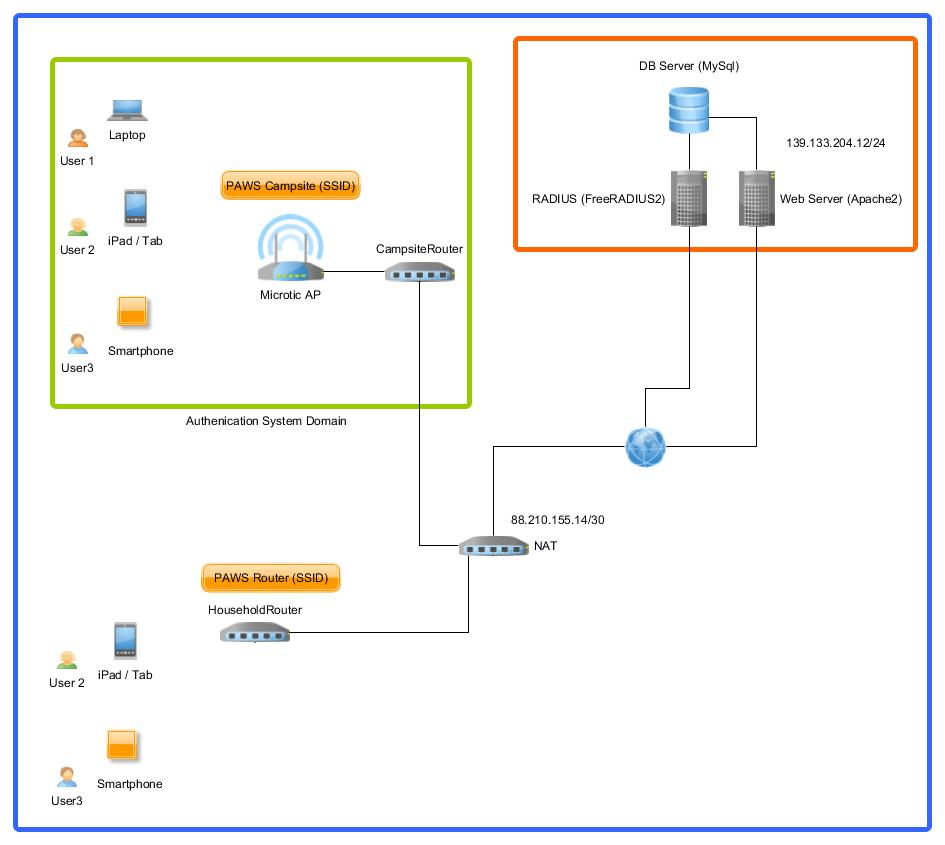 DB Server (MySql)
139.133.204.12/24
RADIUS (FreeRADIUS2)
Web Server (Apache2)
Laptop
User 1
PAWS Campsite (SSID)
iPad / Tab
User 2
CampsiteRouter
Microtic AP
Smartphone
User3
Authenication System Domain
88.210.155.14/30
NAT
PAWS Router (SSID)
HouseholdRouter
iPad / Tab
User 2
Smartphone
User3